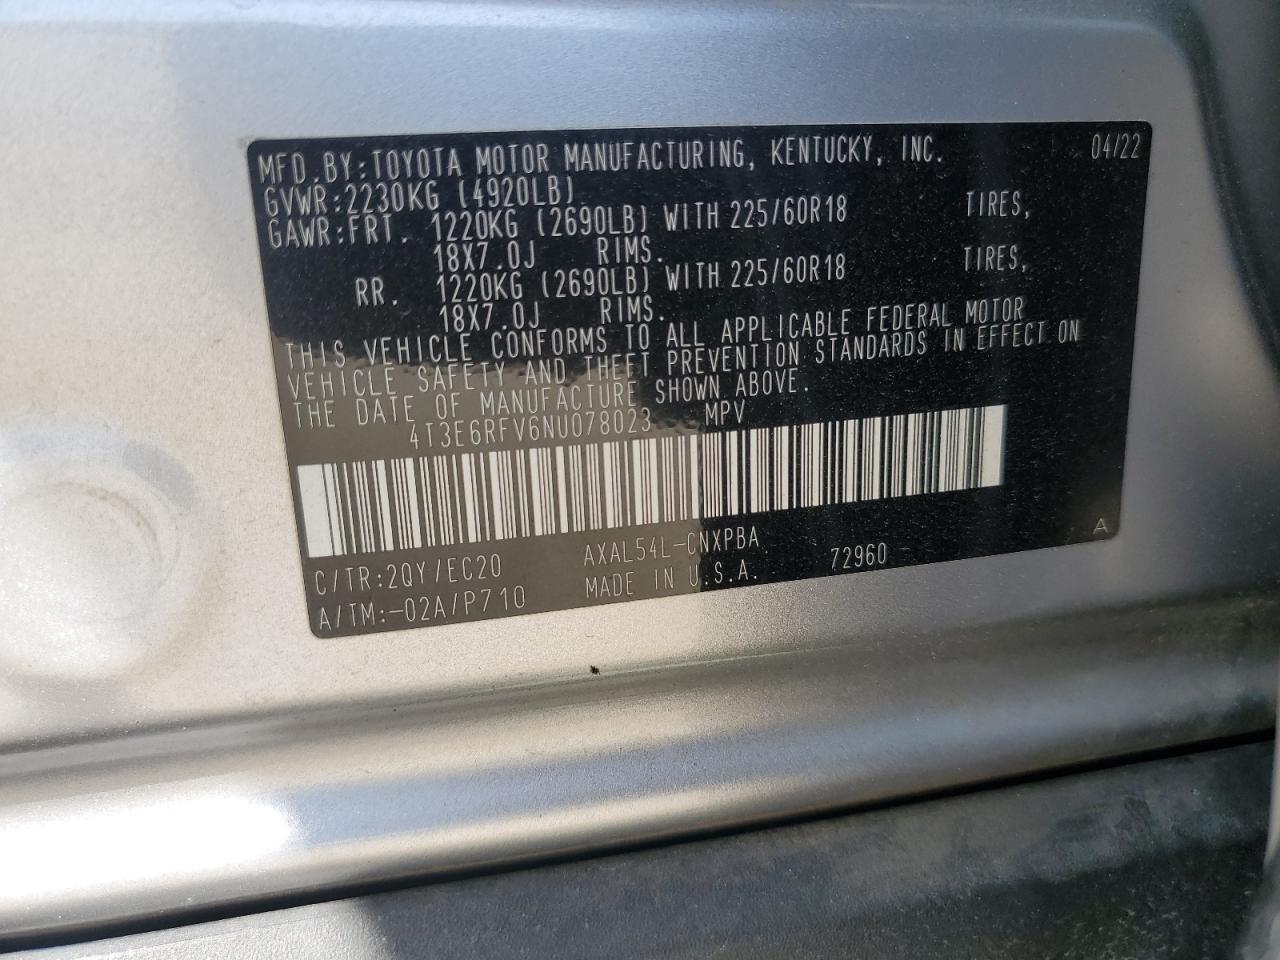 MFD.BY:TOYOTA MOTOR MANUFACTURING, KENTUCKY, INC. 04/22
GVWR:2230KG (4920LB)
GAWR:FRT. 1220KG (2690LB) WITH 225/60R18 TIRES,
18X7.0J RIMS.
RR. 1220KG (2690LB) WITH 225/60R18 TIRES,
18X7.0J RIMS.
THIS VEHICLE CONFORMS TO ALL APPLICABLE FEDERAL MOTOR
VEHICLE SAFETY AND THEFT PREVENTION STANDARDS IN EFFECT ON
THE DATE OF MANUFACTURE SHOWN ABOVE.
4T3E6RFV6NU078023 MPV
C/TR:2QY/EC20 AXAL54L-CNXPBA 72960 A
A/TM:-02A/P710 MADE IN U.S.A.